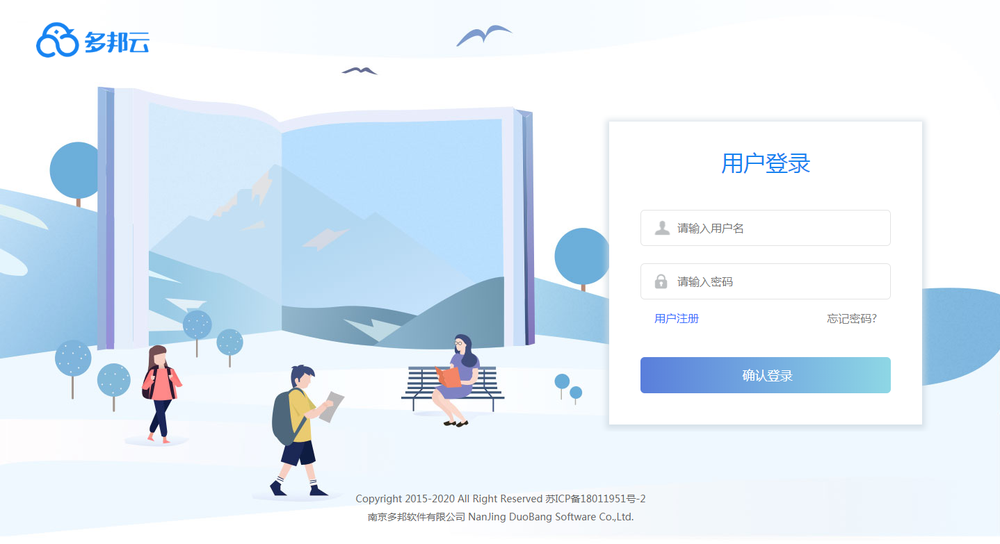 多邦云
用户登录
请输入用户名
请输入密码
用户注册 忘记密码?
确认登录
Copyright 2015-2020 All Right Reserved 苏ICP备18011951号-2
南京多邦软件有限公司 NanJing DuoBang Software Co.,Ltd.